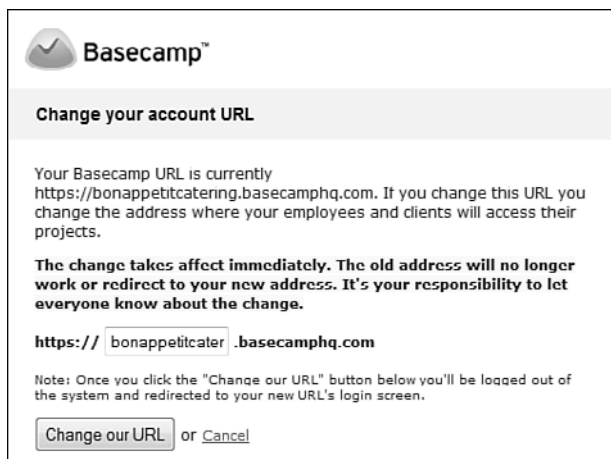 Basecamp™
Change your account URL
Your Basecamp URL is currently
https://bonappetitcatering.basecamphq.com. If you change this URL you
change the address where your employees and clients will access their
projects.
The change takes affect immediately. The old address will no longer
work or redirect to your new address. It's your responsibility to let
everyone know about the change.
https:// bonappetitcater .basecamphq.com
Note: Once you click the "Change our URL" button below you'll be logged out of
the system and redirected to your new URL's login screen.
Change our URL or Cancel